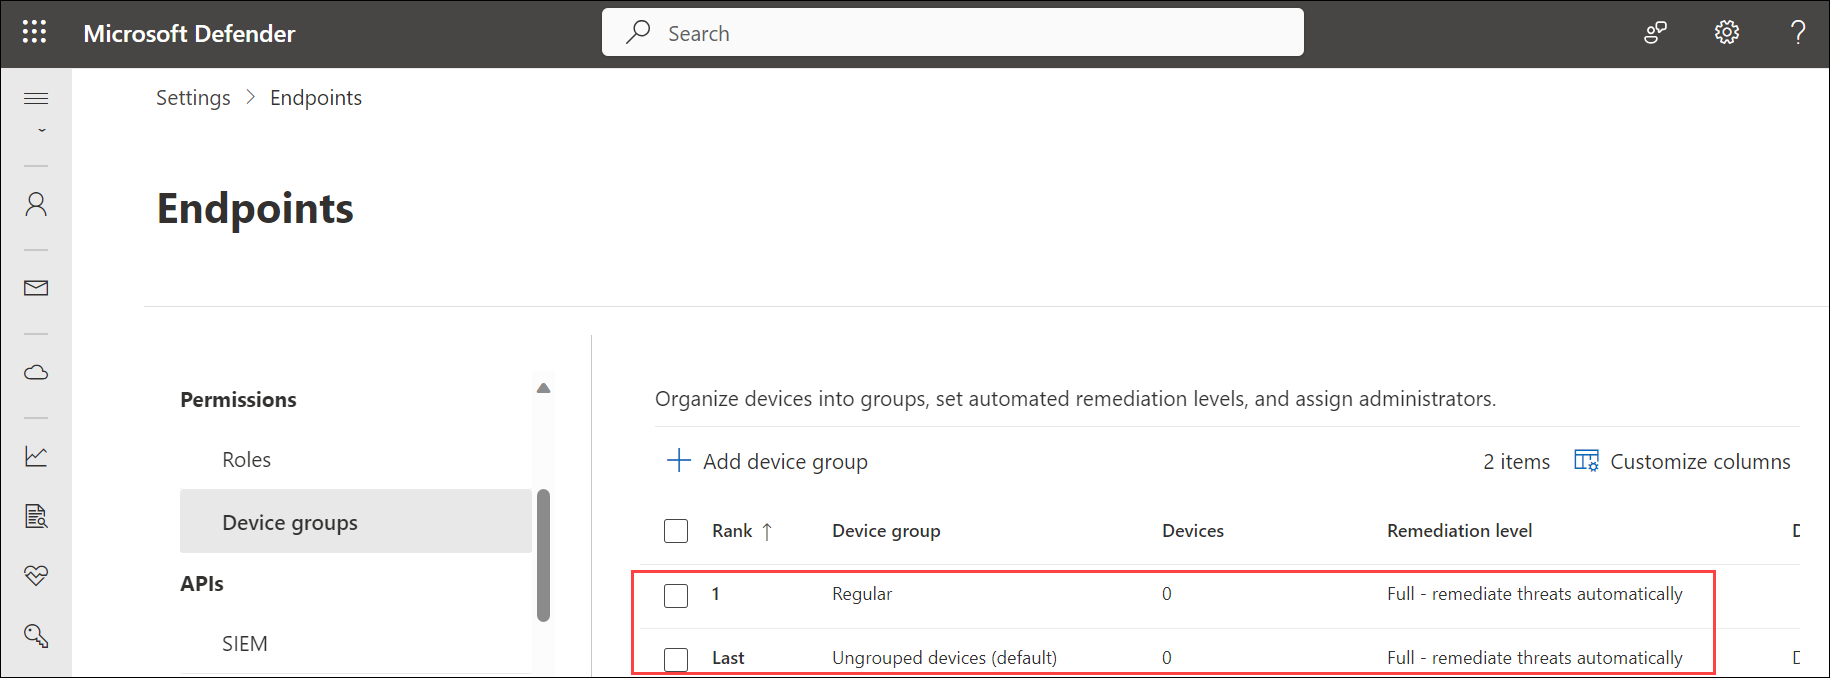 Microsoft Defender
Search
Settings > Endpoints
Endpoints
Permissions
Roles
Device groups
APIs
SIEM
Organize devices into groups, set automated remediation levels, and assign administrators.
Add device group 2 items Customize columns
Rank ↑ Device group Devices Remediation level
1 Regular 0 Full - remediate threats automatically
Last Ungrouped devices (default) 0 Full - remediate threats automatically